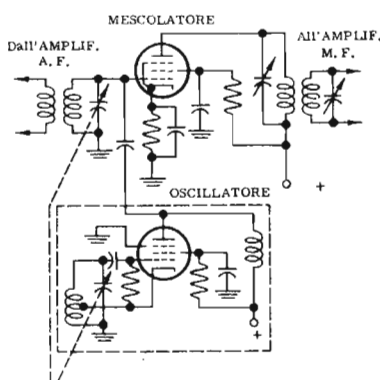 MESCOLATORE
Dall'AMPLIF.
A. F.
All'AMPLIF.
M. F.
+
OSCILLATORE
+